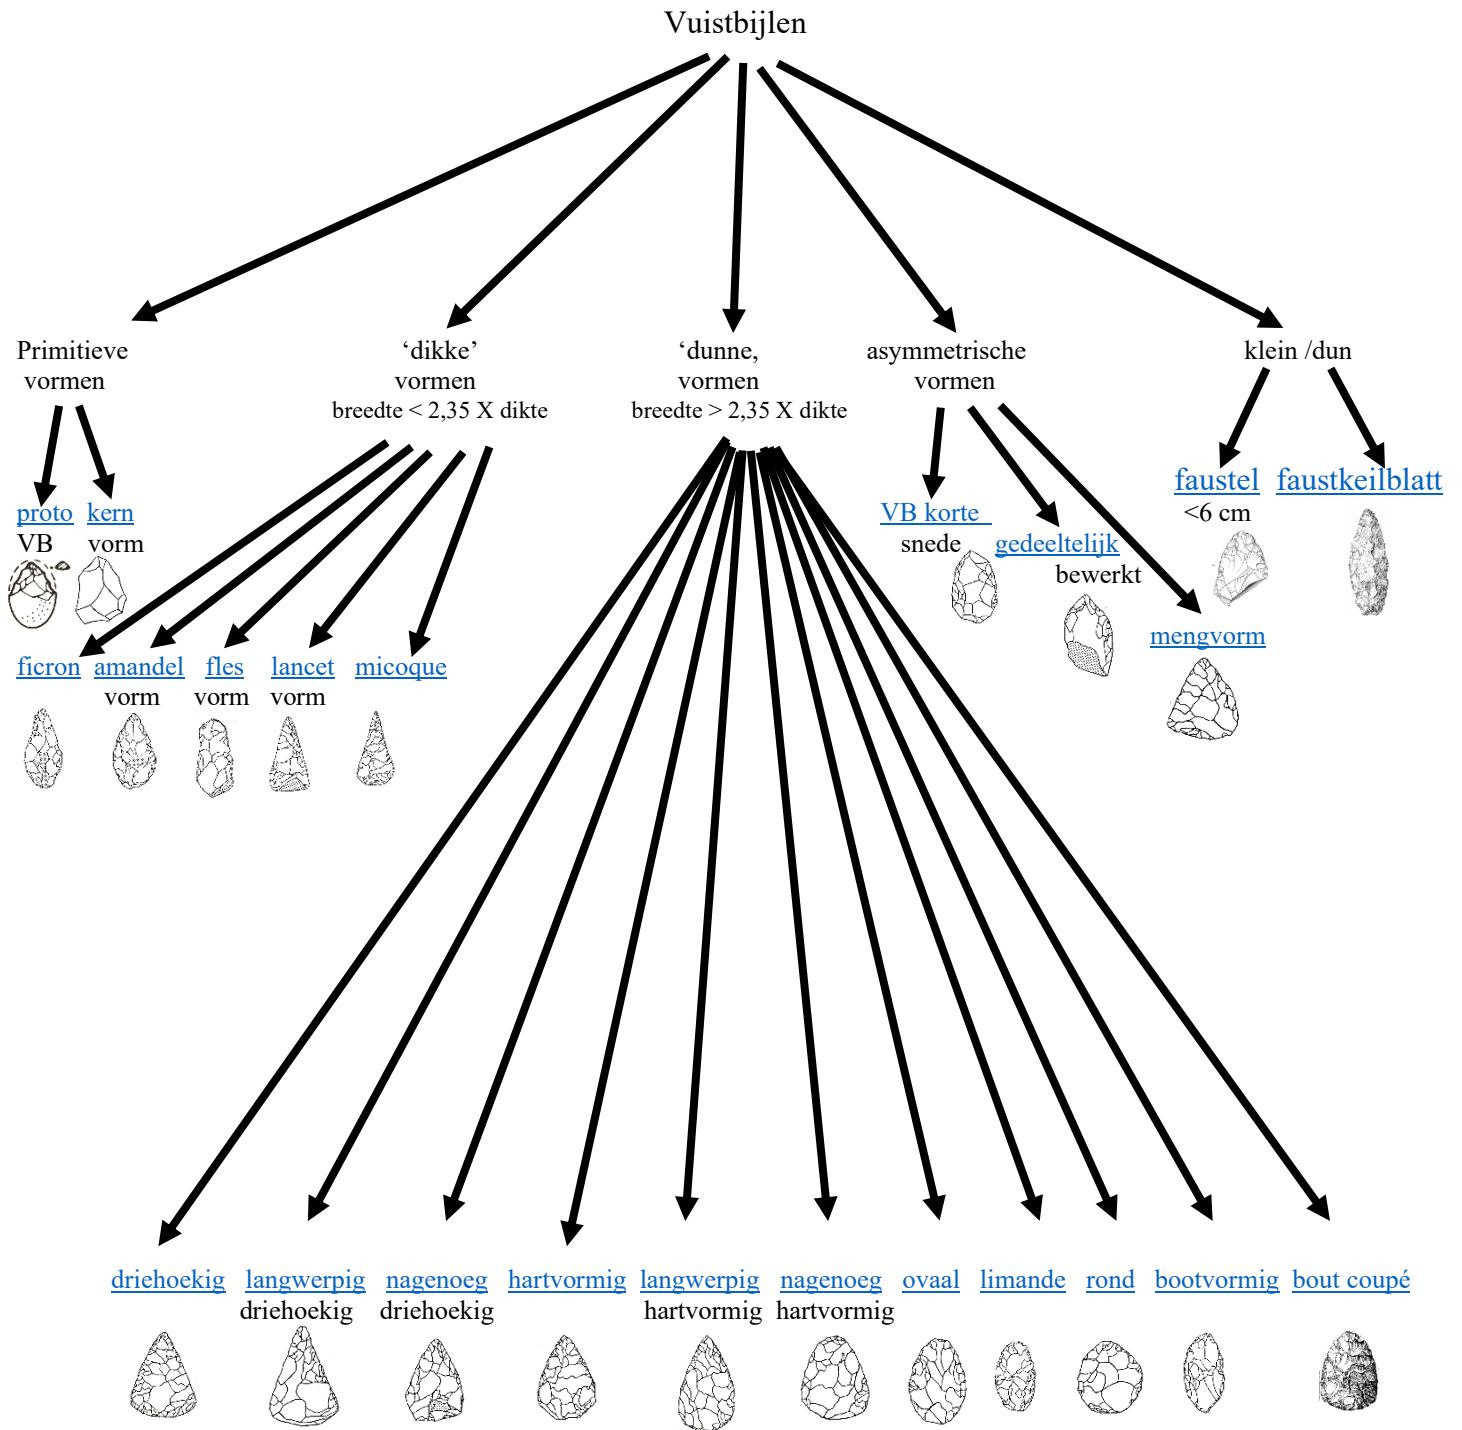 Vuistbijlen
Primitieve
vormen
‘dikke’
vormen
breedte < 2,35 X dikte
‘dunne,
vormen
breedte > 2,35 X dikte
asymmetrische
vormen
klein /dun
proto
VB
kern
vorm
ficron
amandel
vorm
fles
vorm
lancet
vorm
micoque
VB korte
snede
gedeeltelijk
bewerkt
mengvorm
faustel
<6 cm
faustkeilblatt
driehoekig
langwerpig
driehoekig
nagenoeg
driehoekig
hartvormig
langwerpig
hartvormig
nagenoeg
hartvormig
ovaal
limande
rond
bootvormig
bout coupé